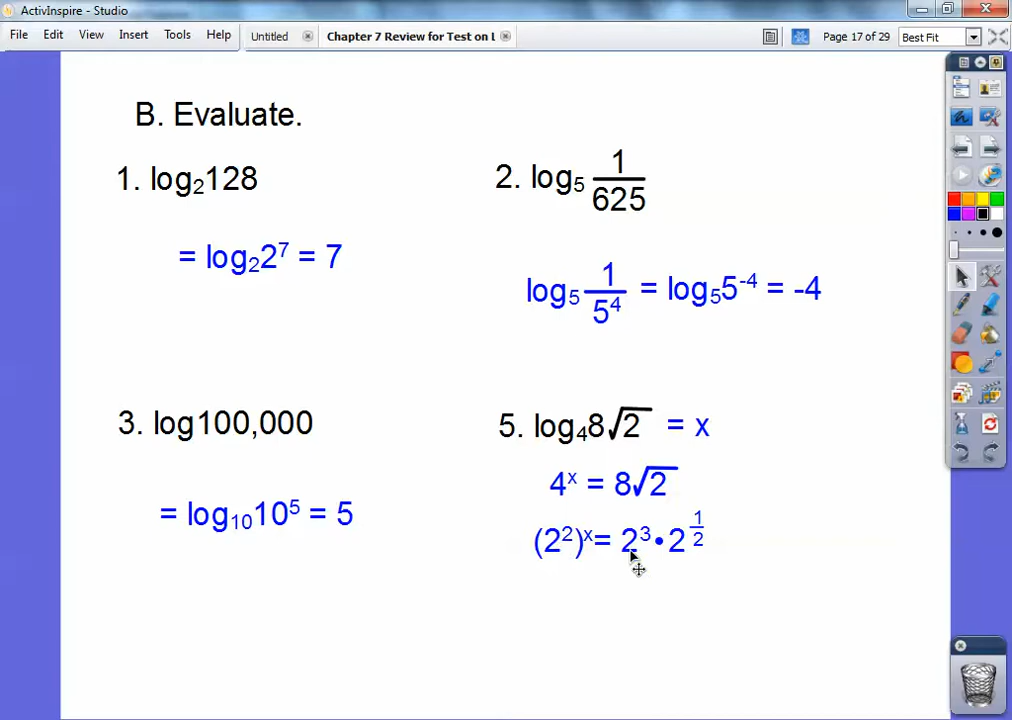 ActivInspire - Studio
File Edit View Insert Tools Help
Untitled
Chapter 7 Review for Test on L
Page 17 of 29
Best Fit
B. Evaluate.
1. log₂128
= log₂2⁷ = 7
2. log₅ 1/625
log₅ 1/5⁴ = log₅5⁻⁴ = -4
3. log100,000
= log₁₀10⁵ = 5
5. log₄8√2 = x
4ˣ = 8√2
(2²)ˣ= 2³•2^(1/2)